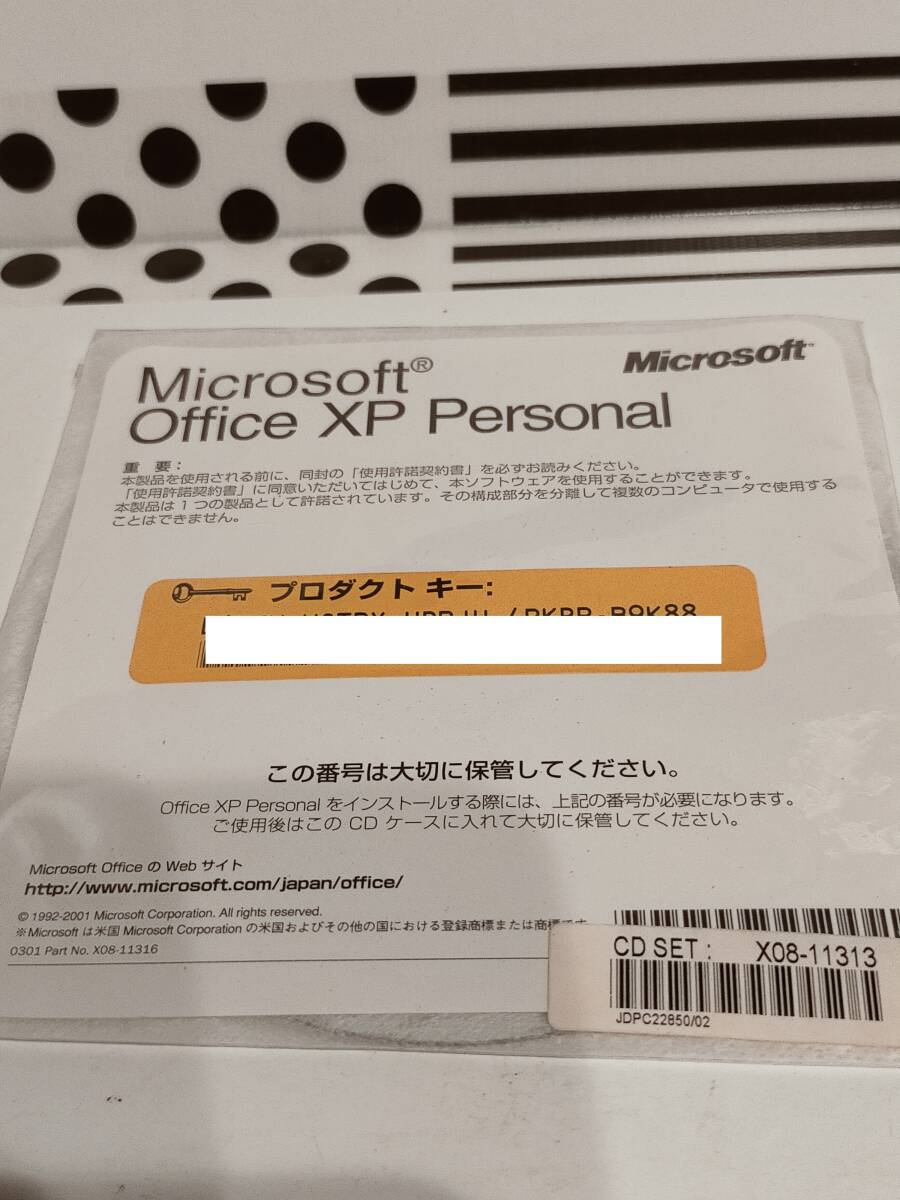 Microsoft®
Microsoft
Office XP Personal
重 要：
本製品を使用される前に、同封の「使用許諾契約書」を必ずお読みください。
「使用許諾契約書」に同意いただいてはじめて、本ソフトウェアを使用することができます。
本製品は１つの製品として許諾されています。その構成部分を分離して複数のコンピュータで使用する
ことはできません。
プロダクト キー：
この番号は大切に保管してください。
Office XP Personal をインストールする際には、上記の番号が必要になります。
ご使用後はこの CD ケースに入れて大切に保管してください。
Microsoft Office の Web サイト
http://www.microsoft.com/japan/office/
© 1992-2001 Microsoft Corporation. All rights reserved.
※Microsoft は米国 Microsoft Corporation の米国およびその他の国における登録商標または商標です
0301 Part No. X08-11316
CD SET : X08-11313
JDPC22850/02